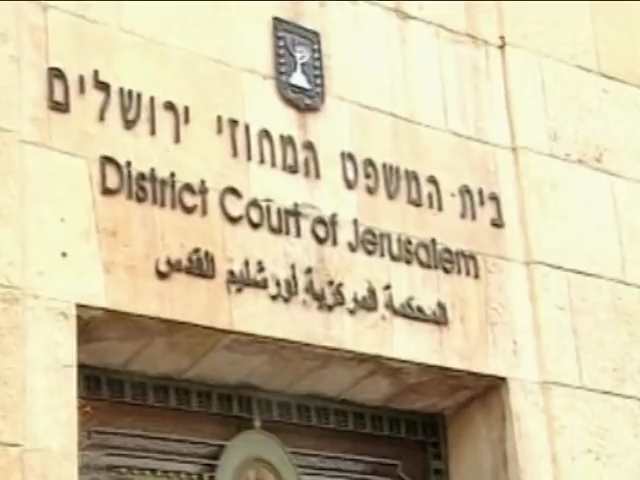 בית המשפט המחוזי ירושלים
District Court of Jerusalem
المحكمة المركزية أورشليم القدس